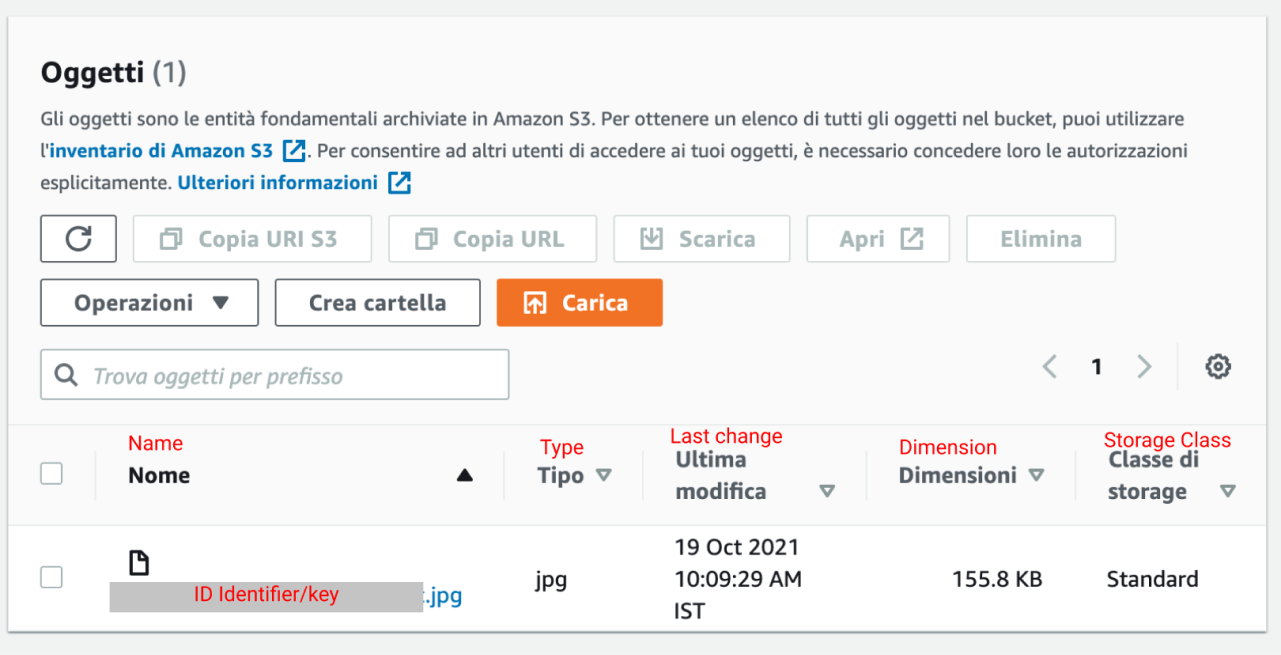 Oggetti (1)
Gli oggetti sono le entità fondamentali archiviate in Amazon S3. Per ottenere un elenco di tutti gli oggetti nel bucket, puoi utilizzare
l'inventario di Amazon S3. Per consentire ad altri utenti di accedere ai tuoi oggetti, è necessario concedere loro le autorizzazioni
esplicitamente. Ulteriori informazioni
Copia URI S3 Copia URL Scarica Apri Elimina
Operazioni Crea cartella Carica
Trova oggetti per prefisso 1
Name Type Last change Dimension Storage Class
Nome Tipo Ultima Dimensioni Classe di
modifica storage
19 Oct 2021
jpg 10:09:29 AM 155.8 KB Standard
ID Identifier/key .jpg IST